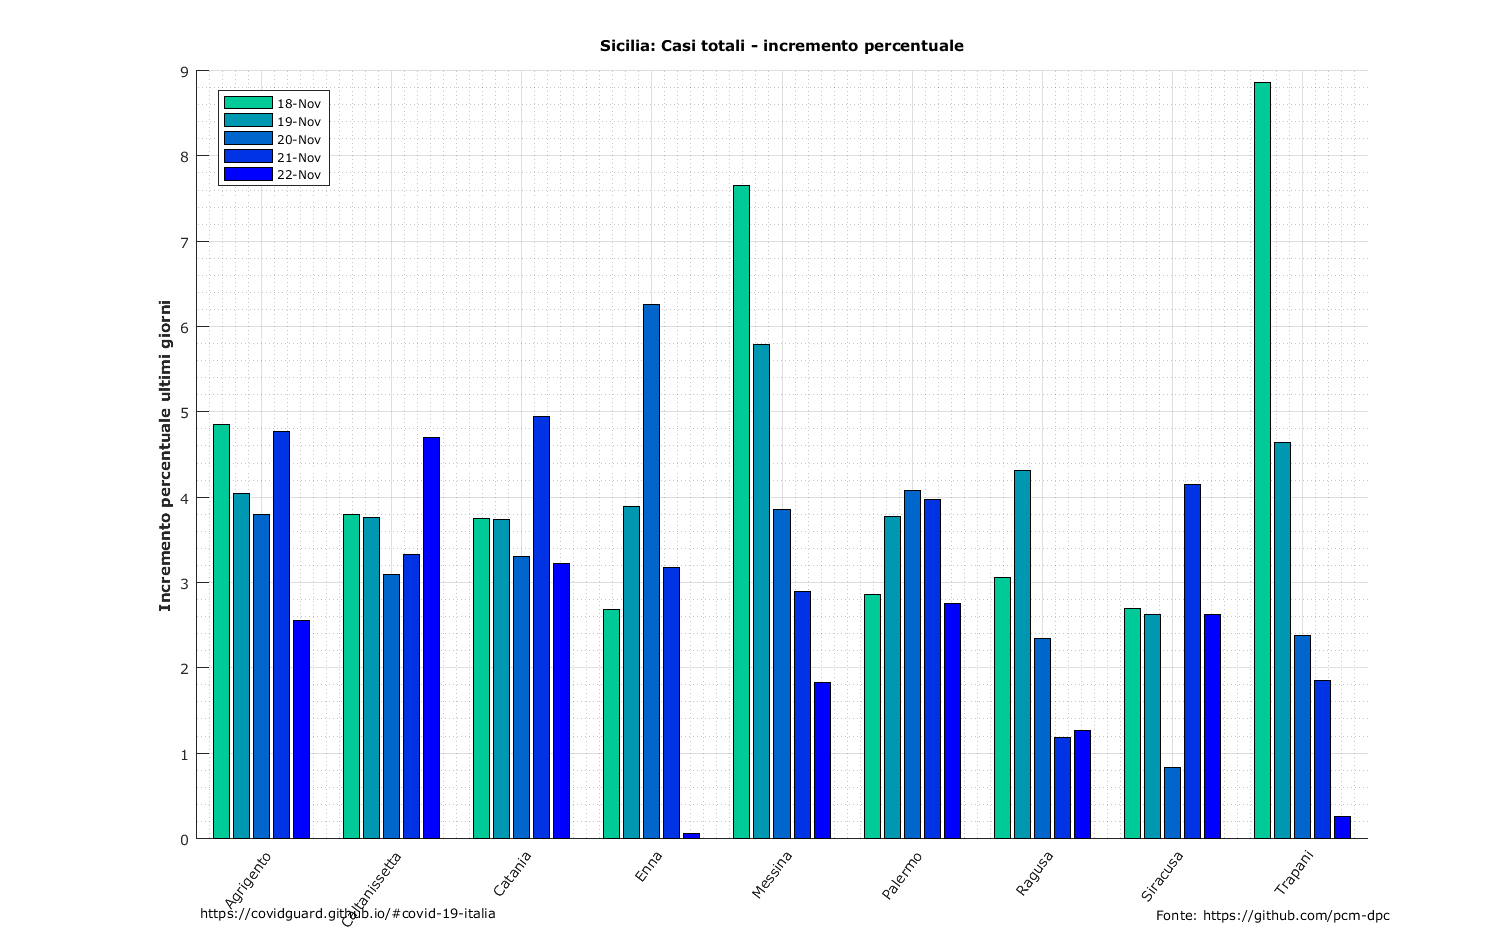 Sicilia: Casi totali - incremento percentuale
Incremento percentuale ultimi giorni
9
8
7
6
5
4
3
2
1
0
18-Nov
19-Nov
20-Nov
21-Nov
22-Nov
Agrigento
Caltanissetta
Catania
Enna
Messina
Palermo
Ragusa
Siracusa
Trapani
https://covidguard.github.io/#covid-19-italia
Fonte: https://github.com/pcm-dpc